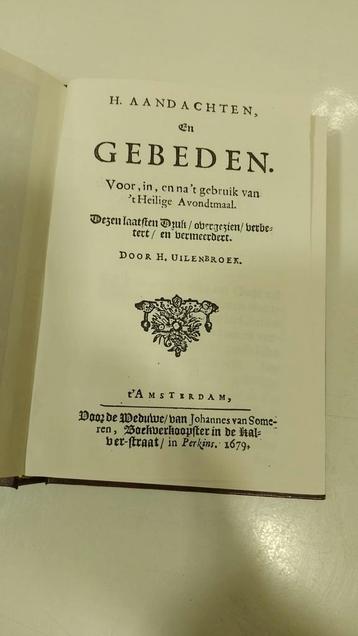 H. AANDACHTEN,
En
GEBEDEN.
Voor, in, en na't gebruik van
't Heilige Avondtmaal.
Dezen laatsten Druk / overgezien / verbe-
tert / en vermeerdert.
DOOR H. UILENBROEK.
t'AMSTERDAM,
Voor de Weduwe / van Johannes van Some-
ren, Boekverkoopster in de Kal-
ver-straat / in Perkins. 1679.